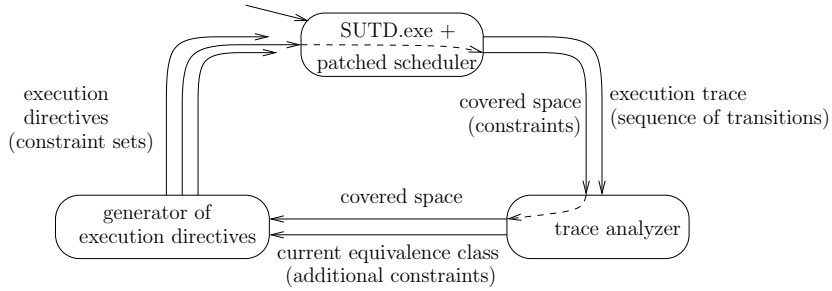 SUTD.exe +
patched scheduler
execution
directives
(constraint sets)
covered space
(constraints)
execution trace
(sequence of transitions)
covered space
generator of
execution directives
trace analyzer
current equivalence class
(additional constraints)